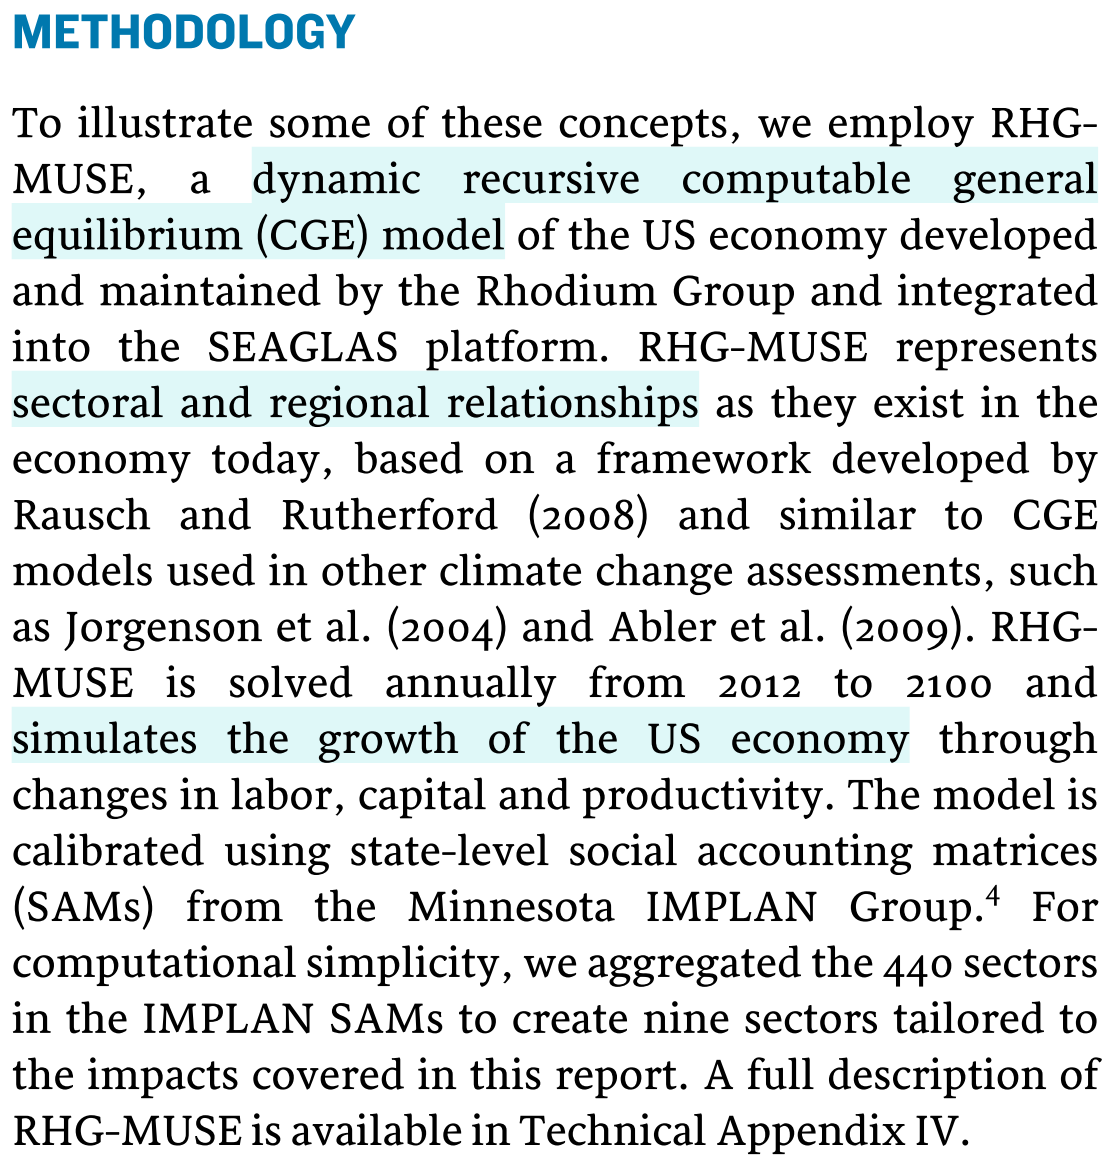 METHODOLOGY
To illustrate some of these concepts, we employ RHG-
MUSE, a dynamic recursive computable general
equilibrium (CGE) model of the US economy developed
and maintained by the Rhodium Group and integrated
into the SEAGLAS platform. RHG-MUSE represents
sectoral and regional relationships as they exist in the
economy today, based on a framework developed by
Rausch and Rutherford (2008) and similar to CGE
models used in other climate change assessments, such
as Jorgenson et al. (2004) and Abler et al. (2009). RHG-
MUSE is solved annually from 2012 to 2100 and
simulates the growth of the US economy through
changes in labor, capital and productivity. The model is
calibrated using state-level social accounting matrices
(SAMs) from the Minnesota IMPLAN Group.⁴ For
computational simplicity, we aggregated the 440 sectors
in the IMPLAN SAMs to create nine sectors tailored to
the impacts covered in this report. A full description of
RHG-MUSE is available in Technical Appendix IV.